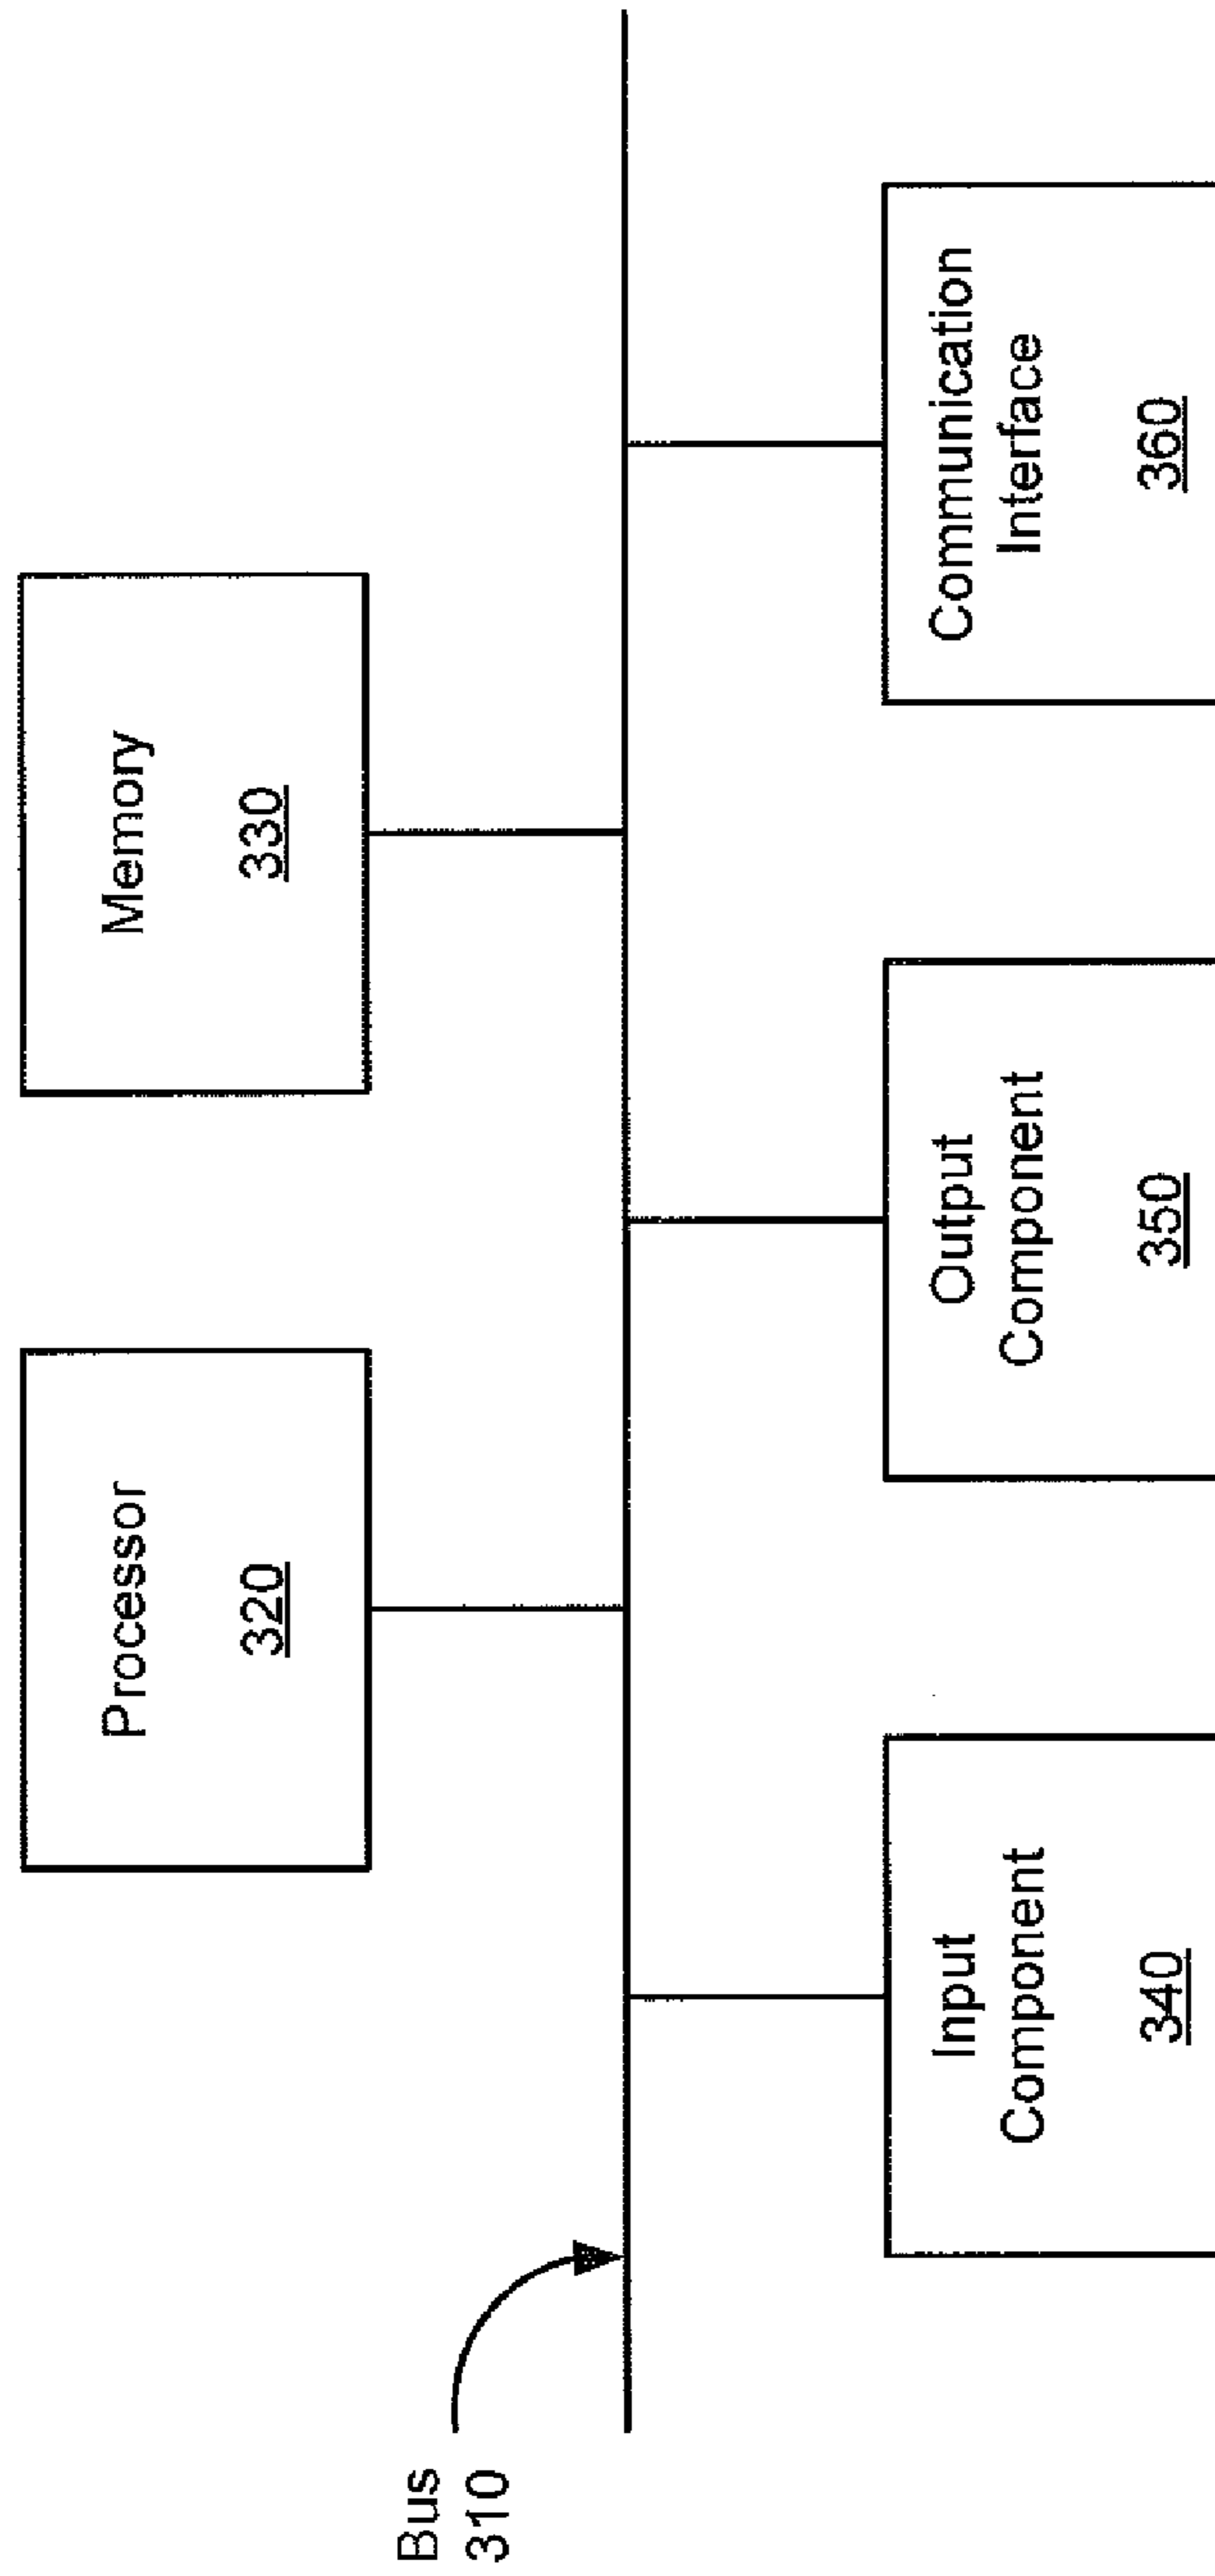 Processor
320
Memory
330
Bus
310
Input
Component
340
Output
Component
350
Communication
Interface
360